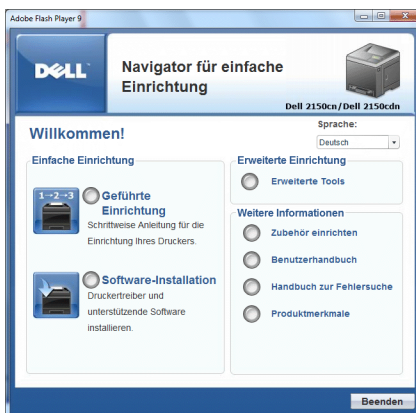 Adobe Flash Player 9
DELL
Navigator für einfache
Einrichtung
Dell 2150cn/Dell 2150cdn
Willkommen!
Sprache:
Deutsch
Einfache Einrichtung
1→2→3
Geführte
Einrichtung
Schrittweise Anleitung für die
Einrichtung Ihres Druckers.
Software-Installation
Druckertreiber und
unterstützende Software
installieren.
Erweiterte Einrichtung
Erweiterte Tools
Weitere Informationen
Zubehör einrichten
Benutzerhandbuch
Handbuch zur Fehlersuche
Produktmerkmale
Beenden